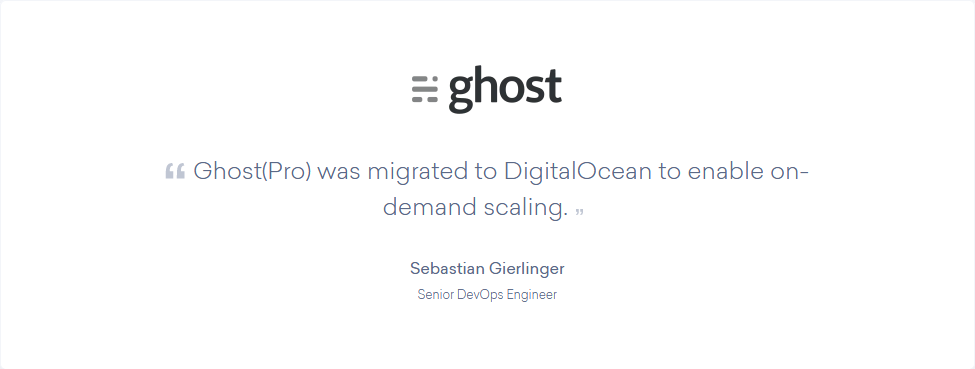 ghost
“ Ghost(Pro) was migrated to DigitalOcean to enable on-
demand scaling. ”
Sebastian Gierlinger
Senior DevOps Engineer